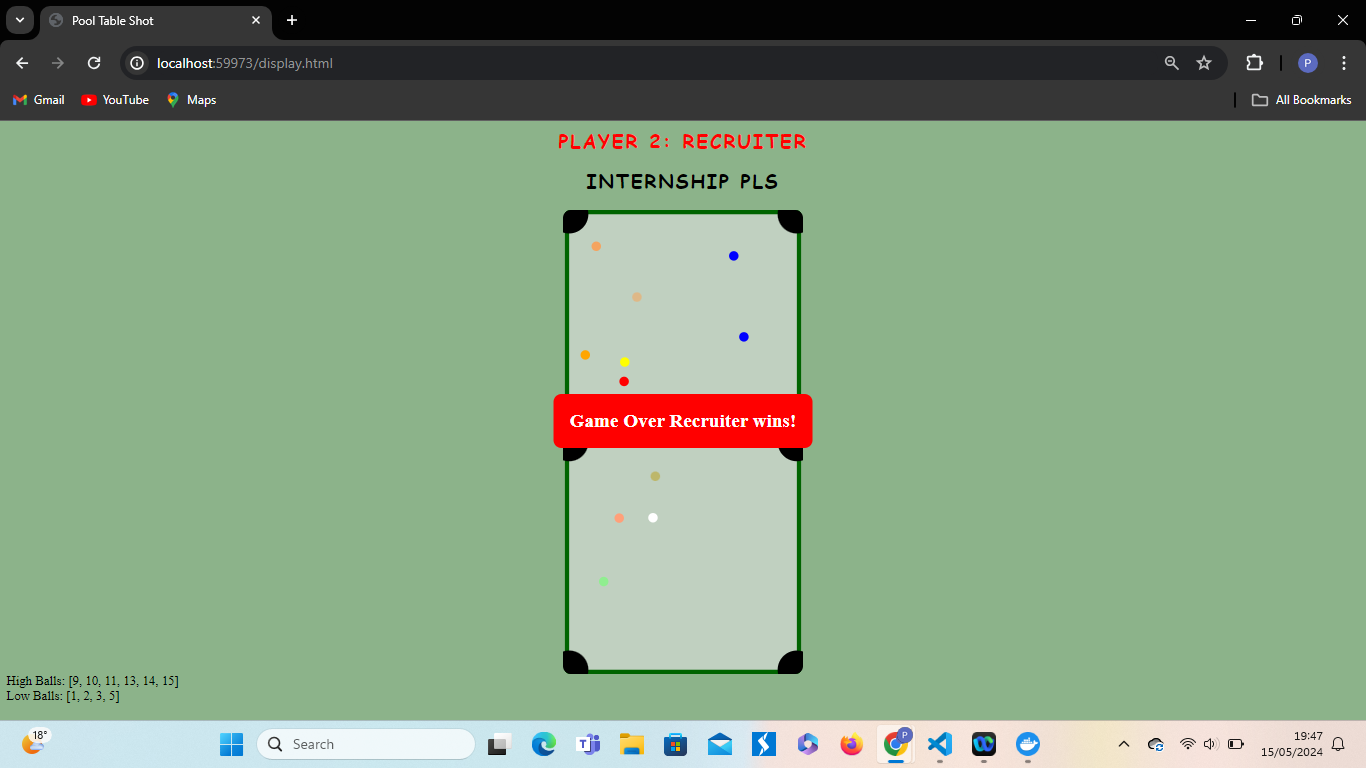 Pool Table Shot
localhost:59973/display.html
P
Gmail
YouTube
Maps
All Bookmarks
PLAYER 2: RECRUITER
INTERNSHIP PLS
Game Over Recruiter wins!
High Balls: [9, 10, 11, 13, 14, 15]
Low Balls: [1, 2, 3, 5]
18°
Search
P
19:47
15/05/2024